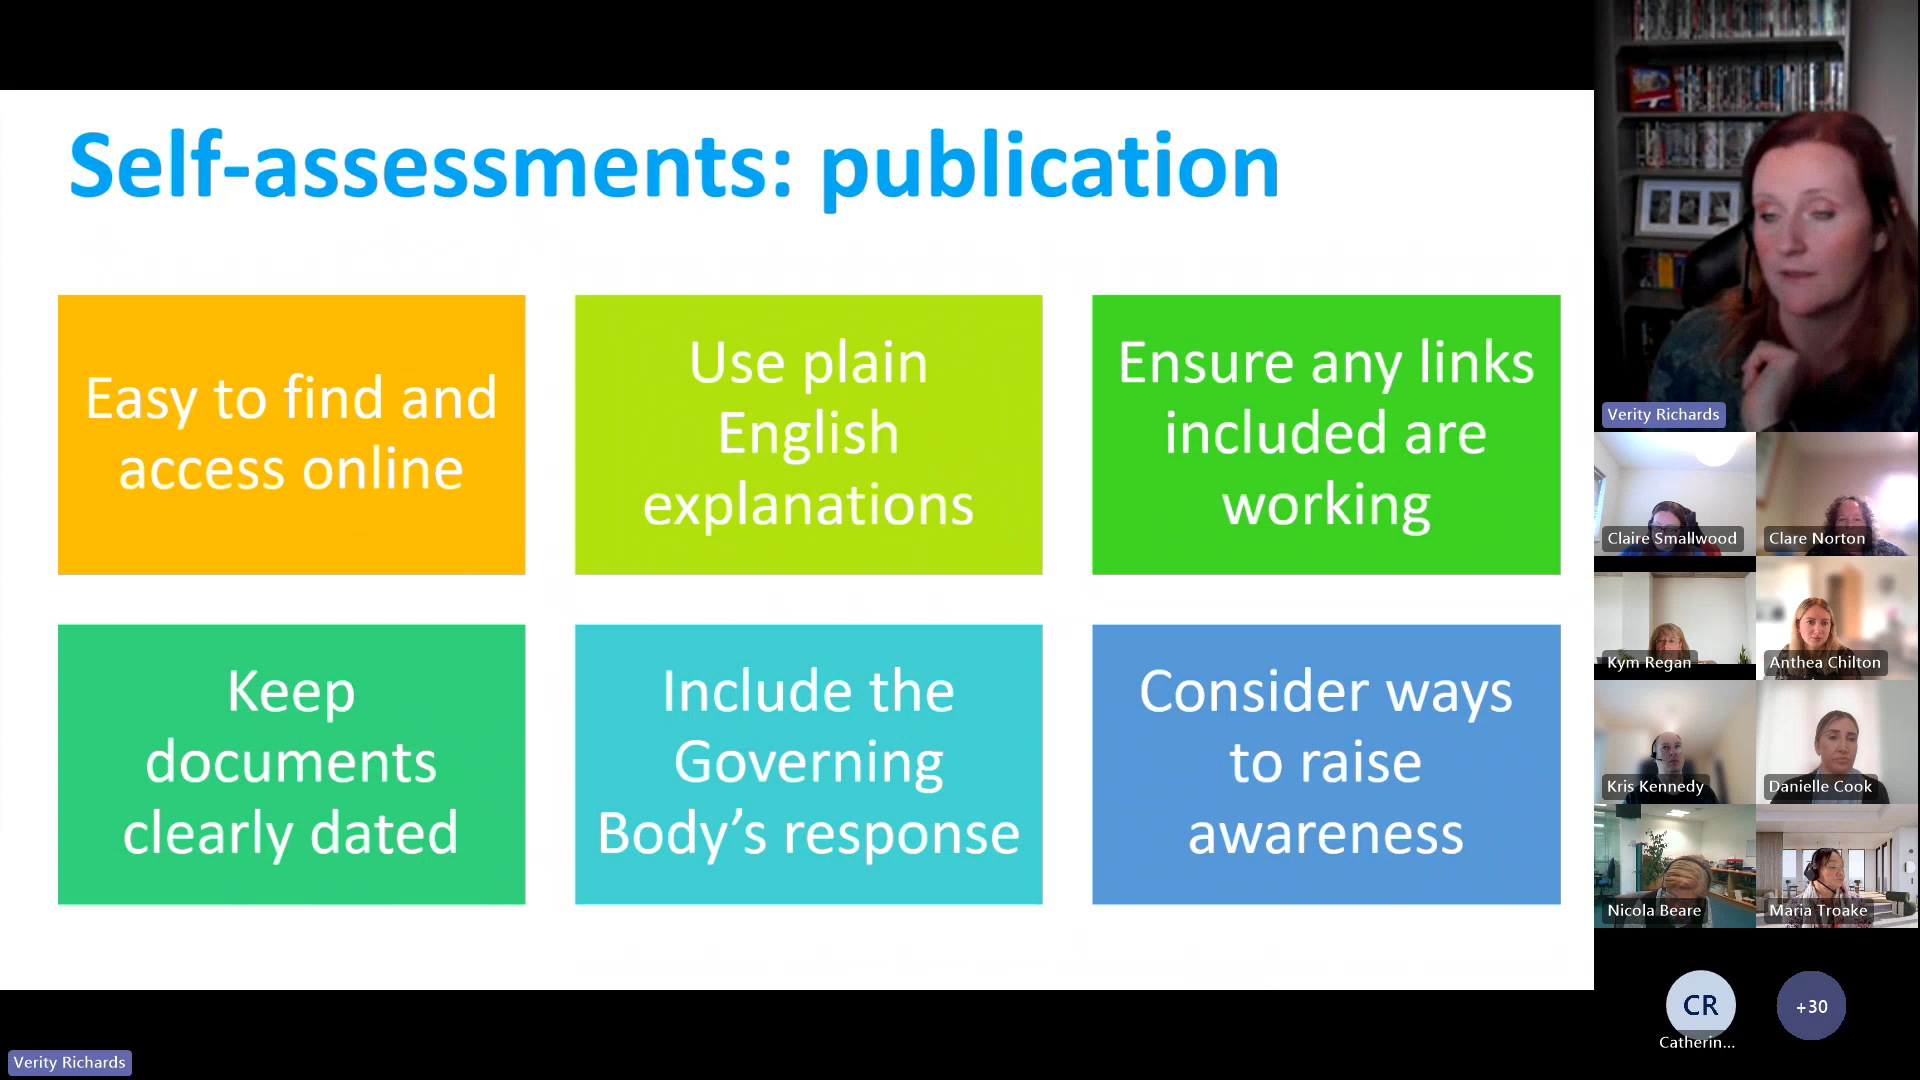 Self-assessments: publication
Easy to find and
access online
Use plain
English
explanations
Ensure any links
included are
working
Keep
documents
clearly dated
Include the
Governing
Body’s response
Consider ways
to raise
awareness
Verity Richards
Claire Smallwood
Clare Norton
Kym Regan
Anthea Chilton
Kris Kennedy
Danielle Cook
Nicola Beare
Maria Troake
CR
Catherin...
+30
Verity Richards